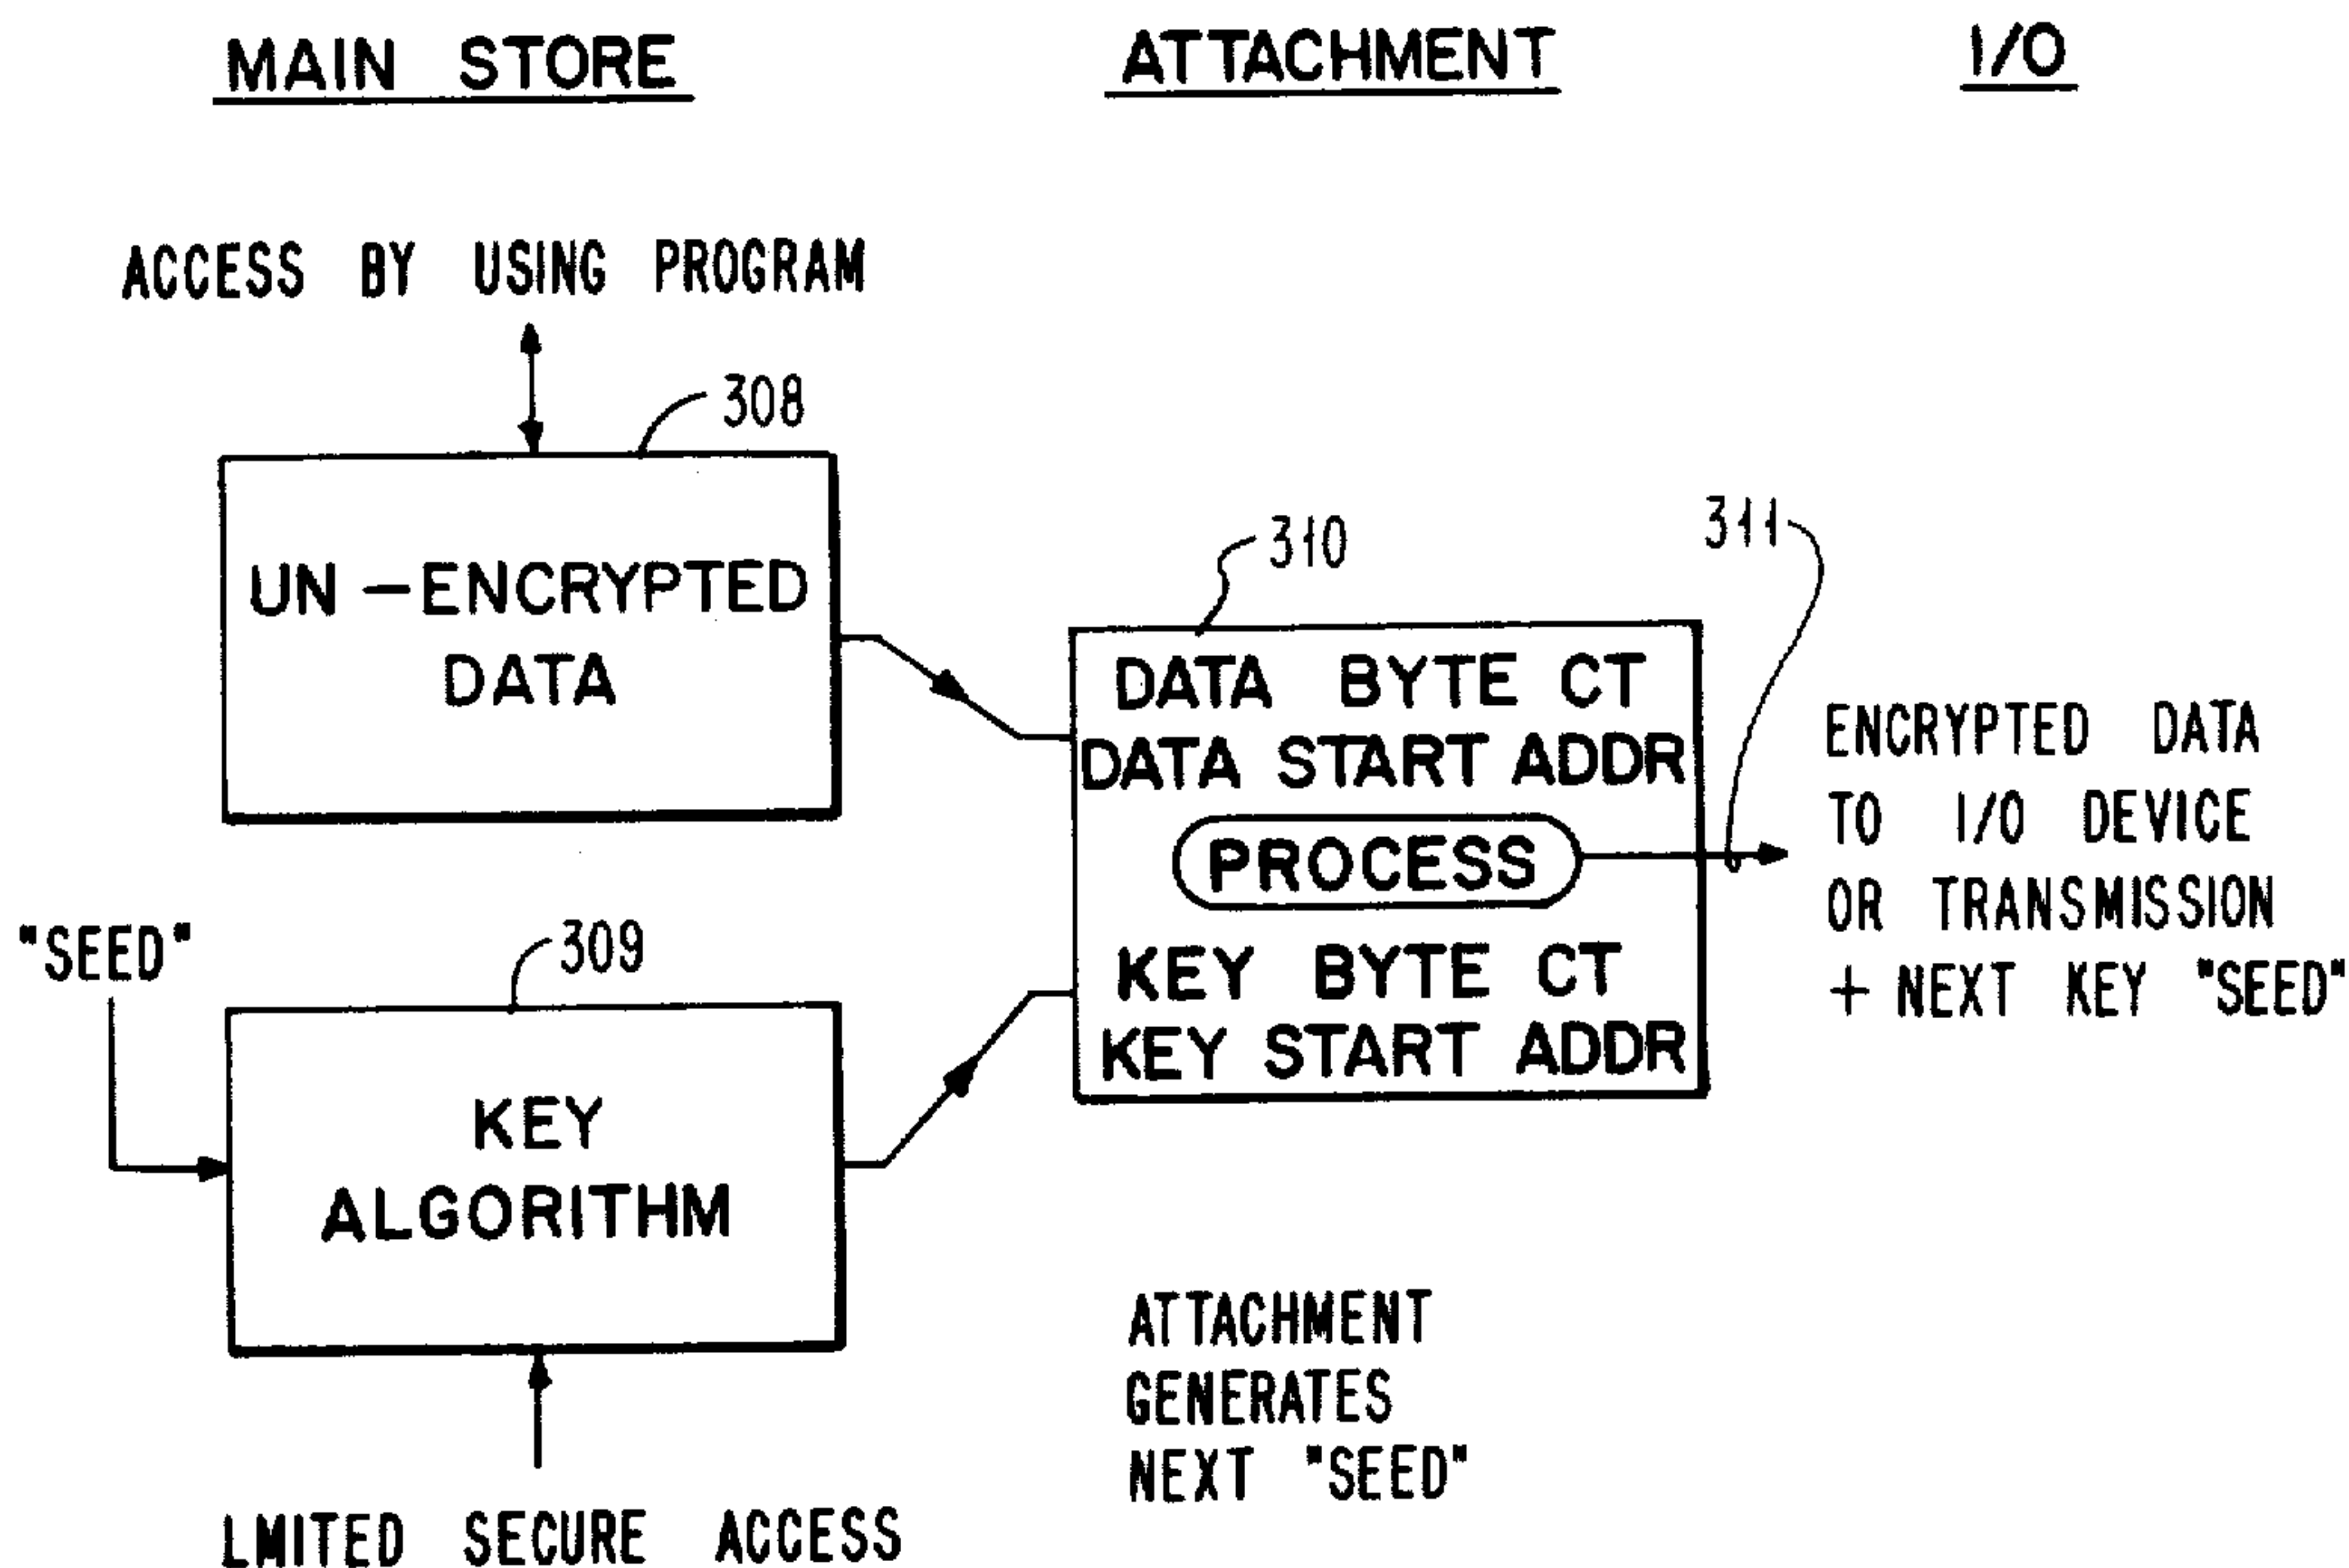 MAIN STORE
ATTACHMENT
I/O
ACCESS BY USING PROGRAM
308
UN-ENCRYPTED
DATA
310
311
DATA BYTE CT
DATA START ADDR
PROCESS
KEY BYTE CT
KEY START ADDR
ENCRYPTED DATA
TO I/O DEVICE
OR TRANSMISSION
+ NEXT KEY "SEED"
"SEED"
309
KEY
ALGORITHM
LMITED SECURE ACCESS
ATTACHMENT
GENERATES
NEXT "SEED"